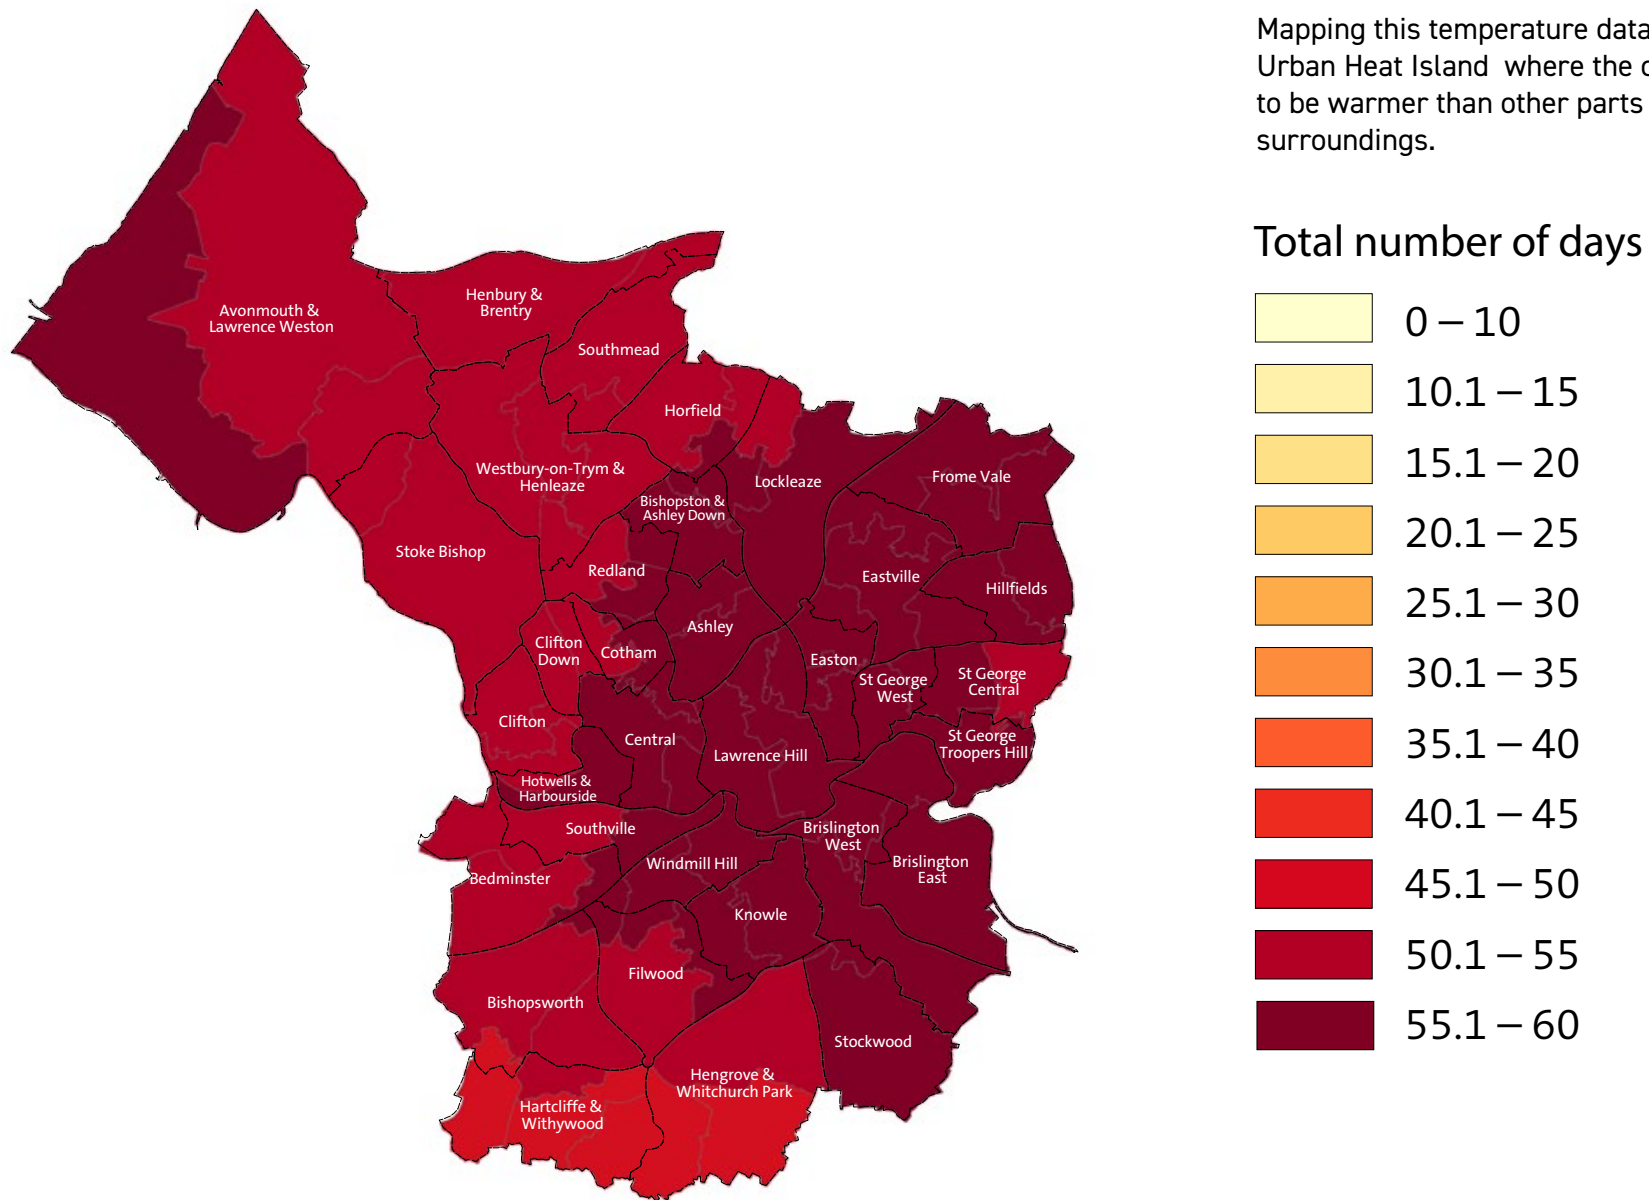 Mapping this temperature data
Urban Heat Island where the
to be warmer than other parts
surroundings.
Total number of days
0 – 10
10.1 – 15
15.1 – 20
20.1 – 25
25.1 – 30
30.1 – 35
35.1 – 40
40.1 – 45
45.1 – 50
50.1 – 55
55.1 – 60
Avonmouth &
Lawrence Weston
Henbury &
Brentry
Southmead
Horfield
Westbury-on-Trym &
Henleaze
Bishopston &
Ashley Down
Lockleaze
Frome Vale
Stoke Bishop
Redland
Eastville
Hillfields
Ashley
Clifton
Down
Cotham
Easton
St George
West
St George
Central
Clifton
Central
Lawrence Hill
St George
Troopers Hill
Hotwells &
Harbourside
Southville
Brislington
West
Brislington
East
Windmill Hill
Bedminster
Knowle
Filwood
Bishopsworth
Stockwood
Hengrove &
Whitchurch Park
Hartcliffe &
Withywood